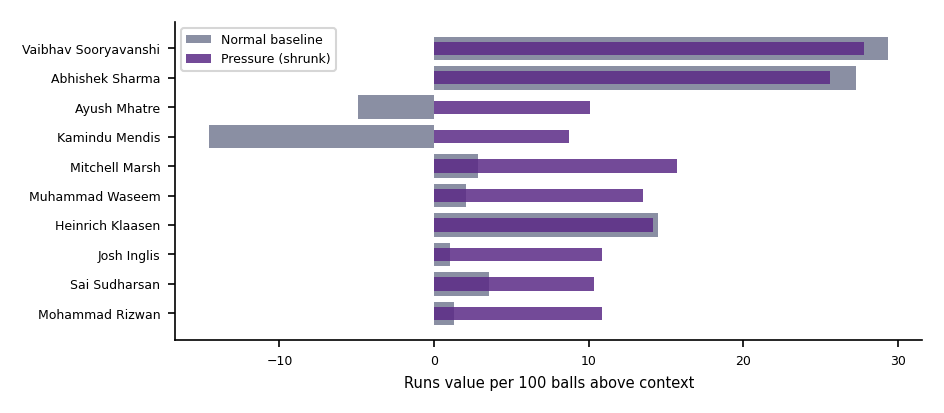 Normal baseline
Pressure (shrunk)
Vaibhav Sooryavanshi
Abhishek Sharma
Ayush Mhatre
Kamindu Mendis
Mitchell Marsh
Muhammad Waseem
Heinrich Klaasen
Josh Inglis
Sai Sudharsan
Mohammad Rizwan
−10 0 10 20 30
Runs value per 100 balls above context